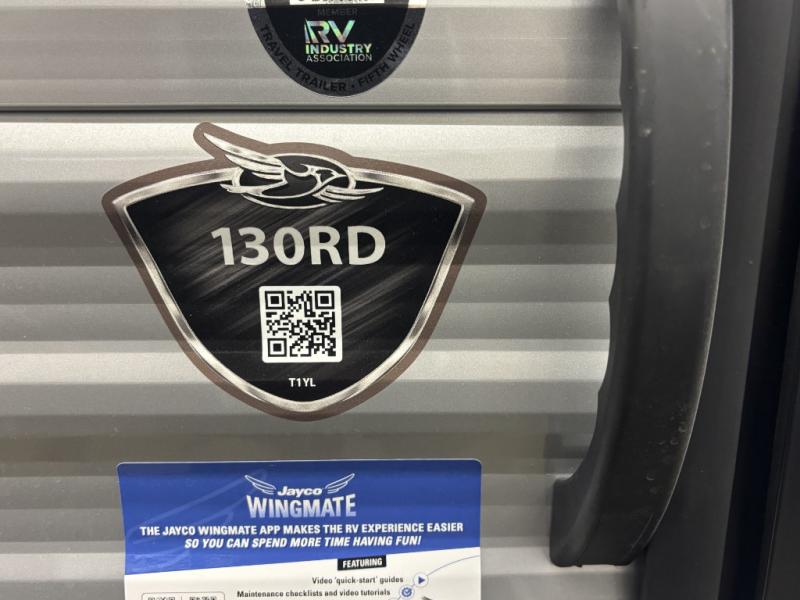 MEMBER
RV
INDUSTRY
ASSOCIATION
TRAVEL TRAILER • FIFTH WHEEL
130RD
T1YL
Jayco
WINGMATE
THE JAYCO WINGMATE APP MAKES THE RV EXPERIENCE EASIER
SO YOU CAN SPEND MORE TIME HAVING FUN!
FEATURING
Video 'quick-start' guides
Maintenance checklists and video tutorials